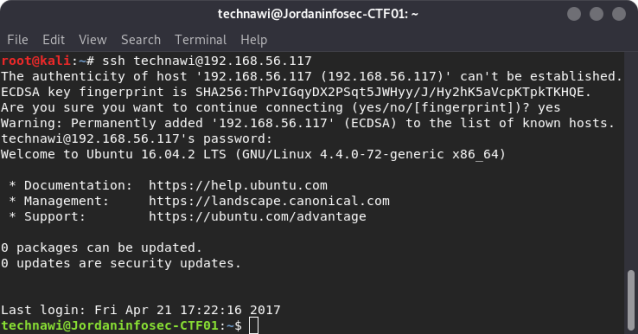 technawi@Jordaninfosec-CTF01: ~
File Edit View Search Terminal Help
root@kali:~# ssh technawi@192.168.56.117
The authenticity of host '192.168.56.117 (192.168.56.117)' can't be established.
ECDSA key fingerprint is SHA256:ThPvIGqyDX2PSqt5JWHyy/J/Hy2hK5aVcpKTpkTKHQE.
Are you sure you want to continue connecting (yes/no/[fingerprint])? yes
Warning: Permanently added '192.168.56.117' (ECDSA) to the list of known hosts.
technawi@192.168.56.117's password:
Welcome to Ubuntu 16.04.2 LTS (GNU/Linux 4.4.0-72-generic x86_64)
* Documentation:  https://help.ubuntu.com
* Management:     https://landscape.canonical.com
* Support:        https://ubuntu.com/advantage
0 packages can be updated.
0 updates are security updates.
Last login: Fri Apr 21 17:22:16 2017
technawi@Jordaninfosec-CTF01:~$